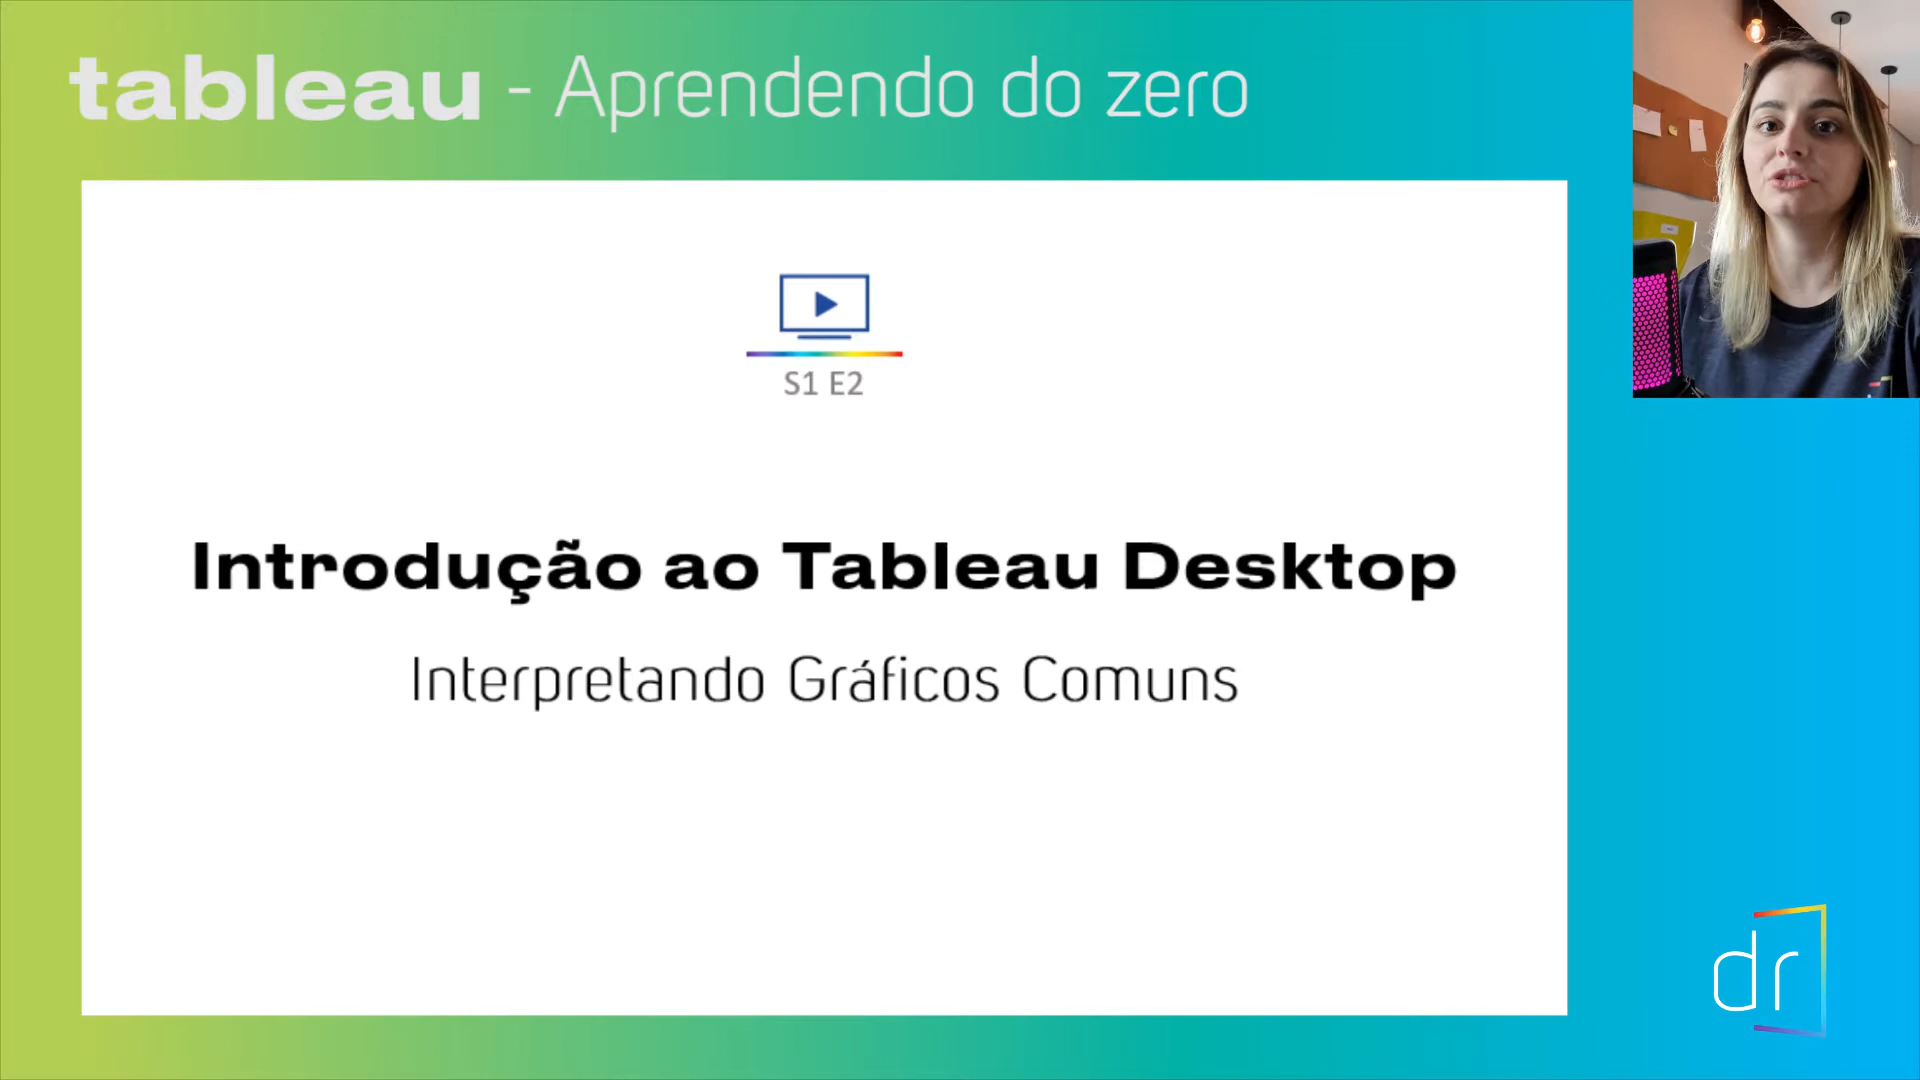 tableau - Aprendendo do zero
S1 E2
Introdução ao Tableau Desktop
Interpretando Gráficos Comuns
dr